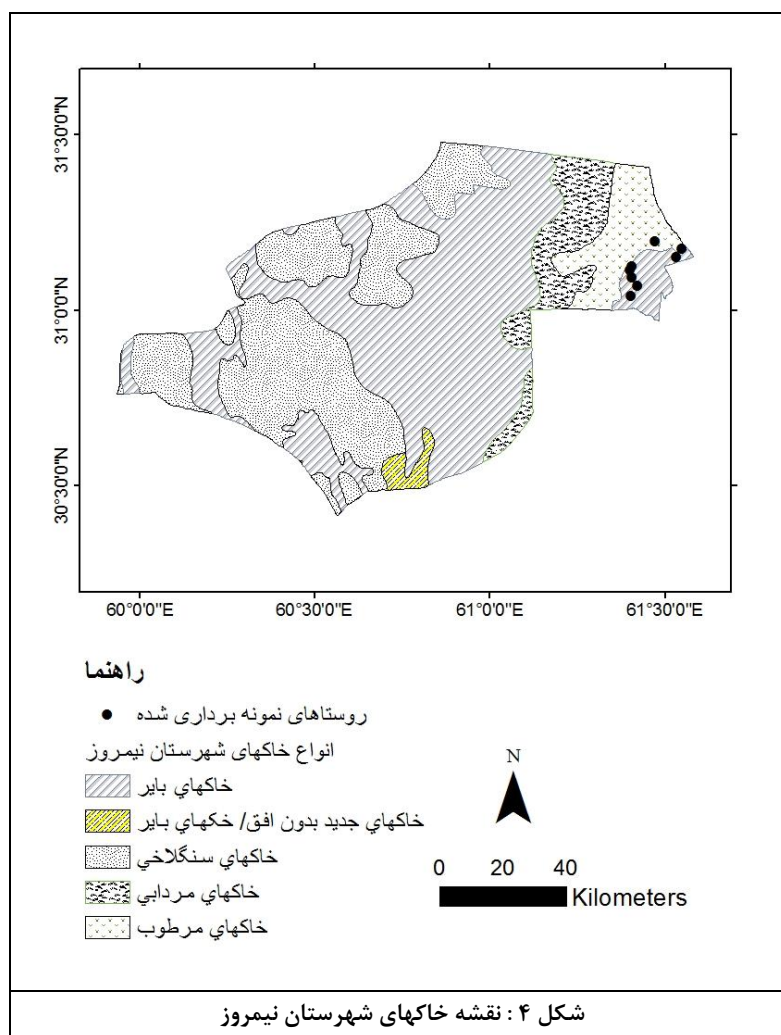 31°30'0"N
31°0'0"N
30°30'0"N
60°0'0"E 60°30'0"E 61°0'0"E 61°30'0"E
راهنما
روستاهای نمونه برداری شده
انواع خاکهای شهرستان نیمروز
خاکهاي باير
خاکهاي جديد بدون افق/ خکهاي باير
خاکهاي سنگلاخي
خاکهاي مردابي
خاکهاي مرطوب
N
0 20 40
Kilometers
شکل ۴ : نقشه خاکهای شهرستان نیمروز